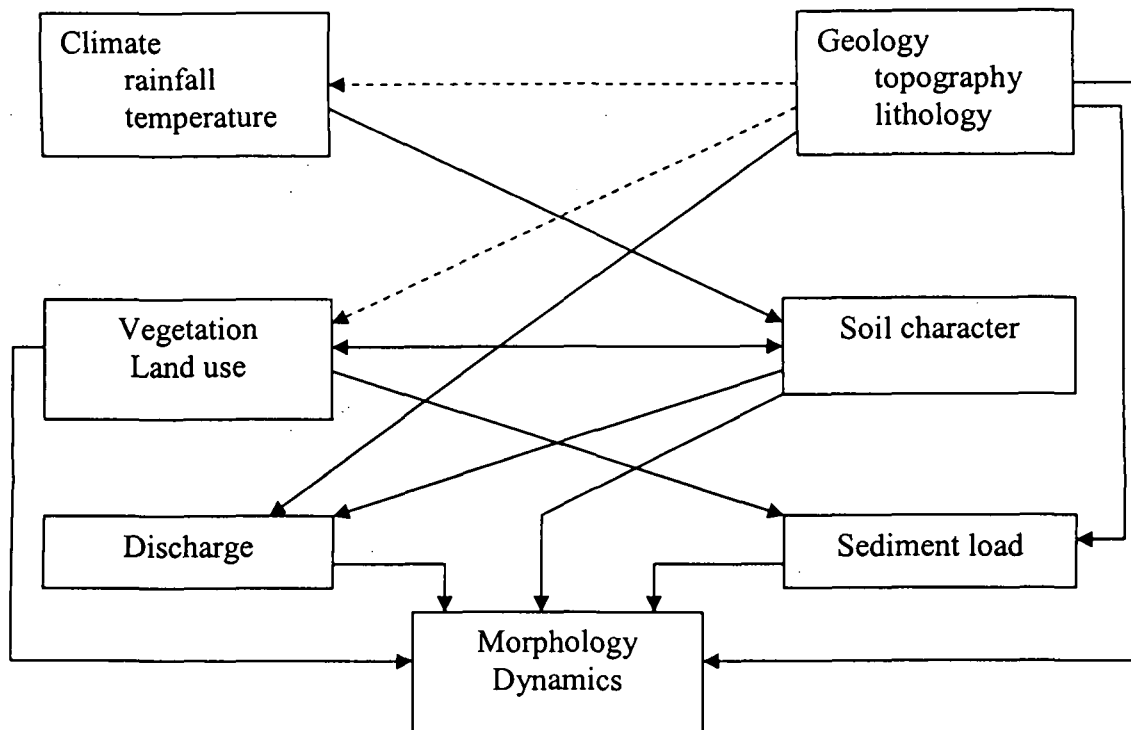 Climate
rainfall
temperature
Geology
topography
lithology
Vegetation
Land use
Soil character
Discharge
Sediment load
Morphology
Dynamics